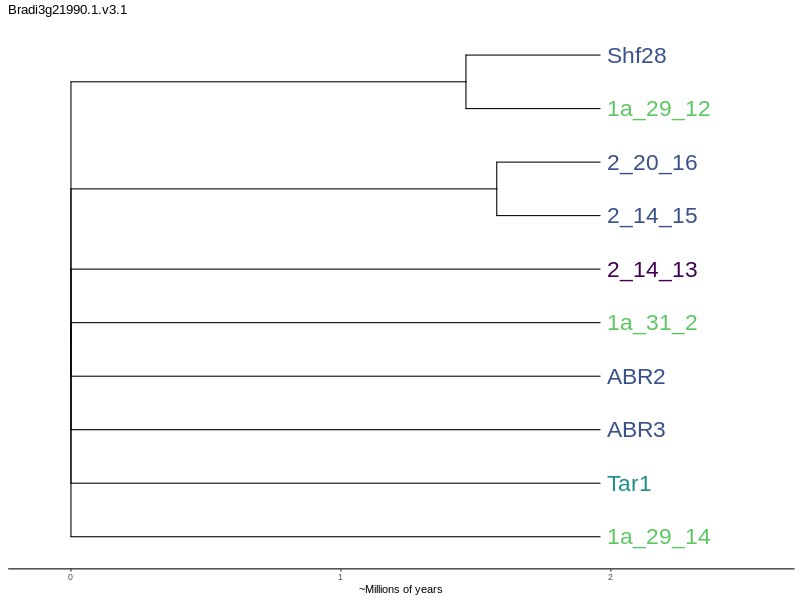 Bradi3g21990.1.v3.1
Shf28
1a_29_12
2_20_16
2_14_15
2_14_13
1a_31_2
ABR2
ABR3
Tar1
1a_29_14
0 1 2
~Millions of years